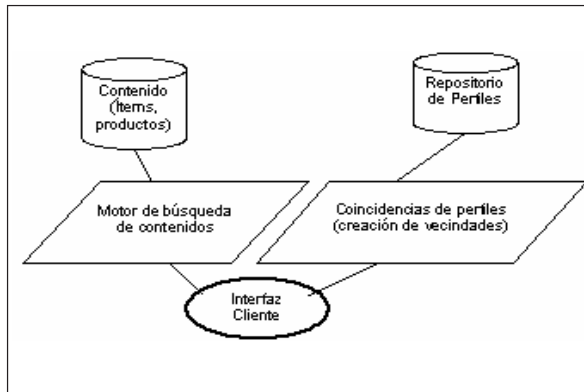 Contenido
(Ítems,
productos)
Repositorio
de Perfiles
Motor de búsqueda
de contenidos
Coincidencias de perfiles
(creación de vecindades)
Interfaz
Cliente